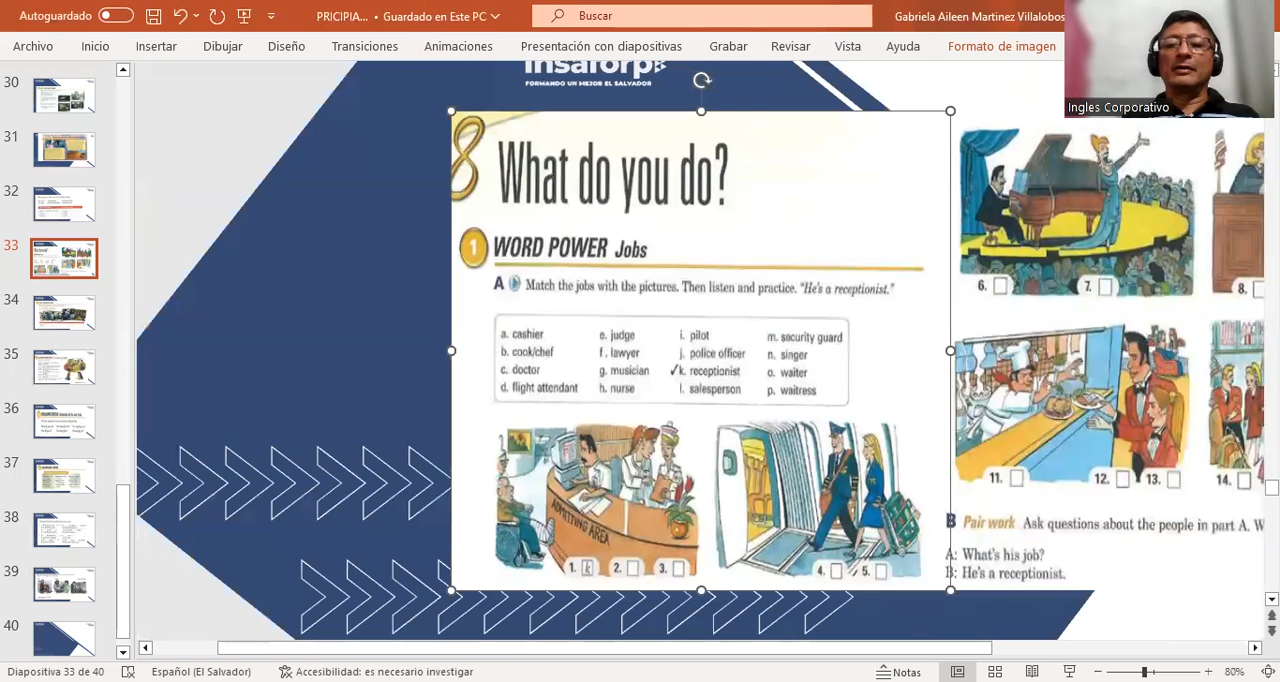 Autoguardado
PRICIPIA... • Guardado en Este PC
Buscar
Gabriela Aileen Martinez Villalobos
Archivo Inicio Insertar Dibujar Diseño Transiciones Animaciones Presentación con diapositivas Grabar Revisar Vista Ayuda Formato de imagen
Ingles Corporativo
30
31
32
33
34
35
36
37
38
39
40
insaforp
FORMANDO UN MEJOR EL SALVADOR
8 What do you do?
1 WORD POWER Jobs
A Match the jobs with the pictures. Then listen and practice. "He's a receptionist."
a. cashier e. judge i. pilot m. security guard
b. cook/chef f. lawyer j. police officer n. singer
c. doctor g. musician ✓k. receptionist o. waiter
d. flight attendant h. nurse l. salesperson p. waitress
ADMITTING AREA
1. k 2. 3. 4. 5.
6. 7. 8.
11. 12. 13. 14.
B Pair work Ask questions about the people in part A. W
A: What's his job?
B: He's a receptionist.
Diapositiva 33 de 40 Español (El Salvador) Accesibilidad: es necesario investigar Notas 80%